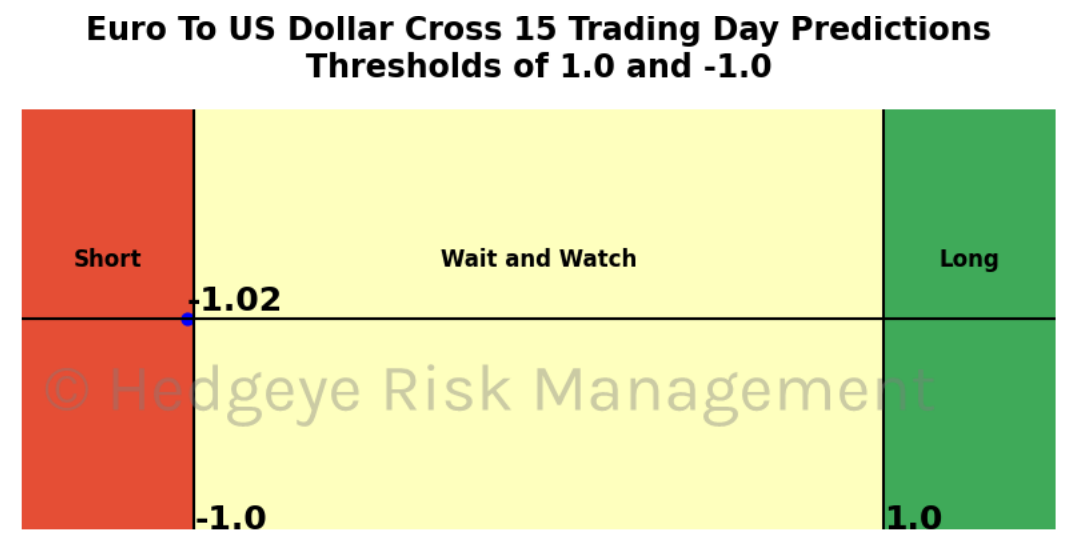 Euro To US Dollar Cross 15 Trading Day Predictions
Thresholds of 1.0 and -1.0
Short
Wait and Watch
Long
-1.02
© Hedgeye Risk Management
-1.0
1.0